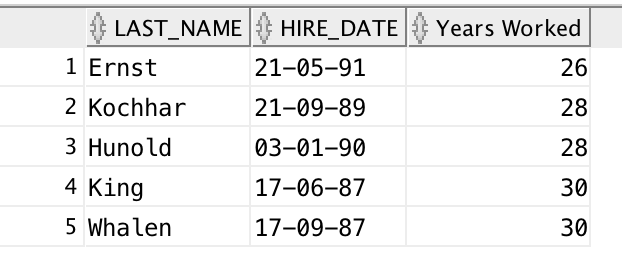 LAST_NAME HIRE_DATE Years Worked
1 Ernst 21-05-91 26
2 Kochhar 21-09-89 28
3 Hunold 03-01-90 28
4 King 17-06-87 30
5 Whalen 17-09-87 30